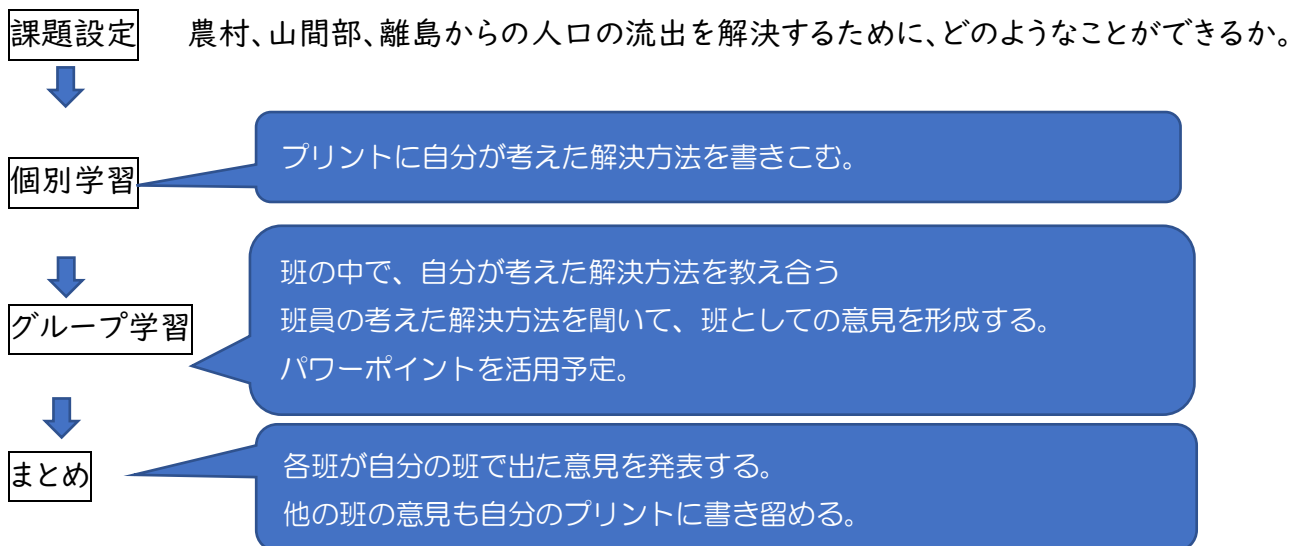 課題設定 農村、山間部、離島からの人口の流出を解決するために、どのようなことができるか。
個別学習
プリントに自分が考えた解決方法を書きこむ。
グループ学習
班の中で、自分が考えた解決方法を教え合う
班員の考えた解決方法を聞いて、班としての意見を形成する。
パワーポイントを活用予定。
まとめ
各班が自分の班で出た意見を発表する。
他の班の意見も自分のプリントに書き留める。